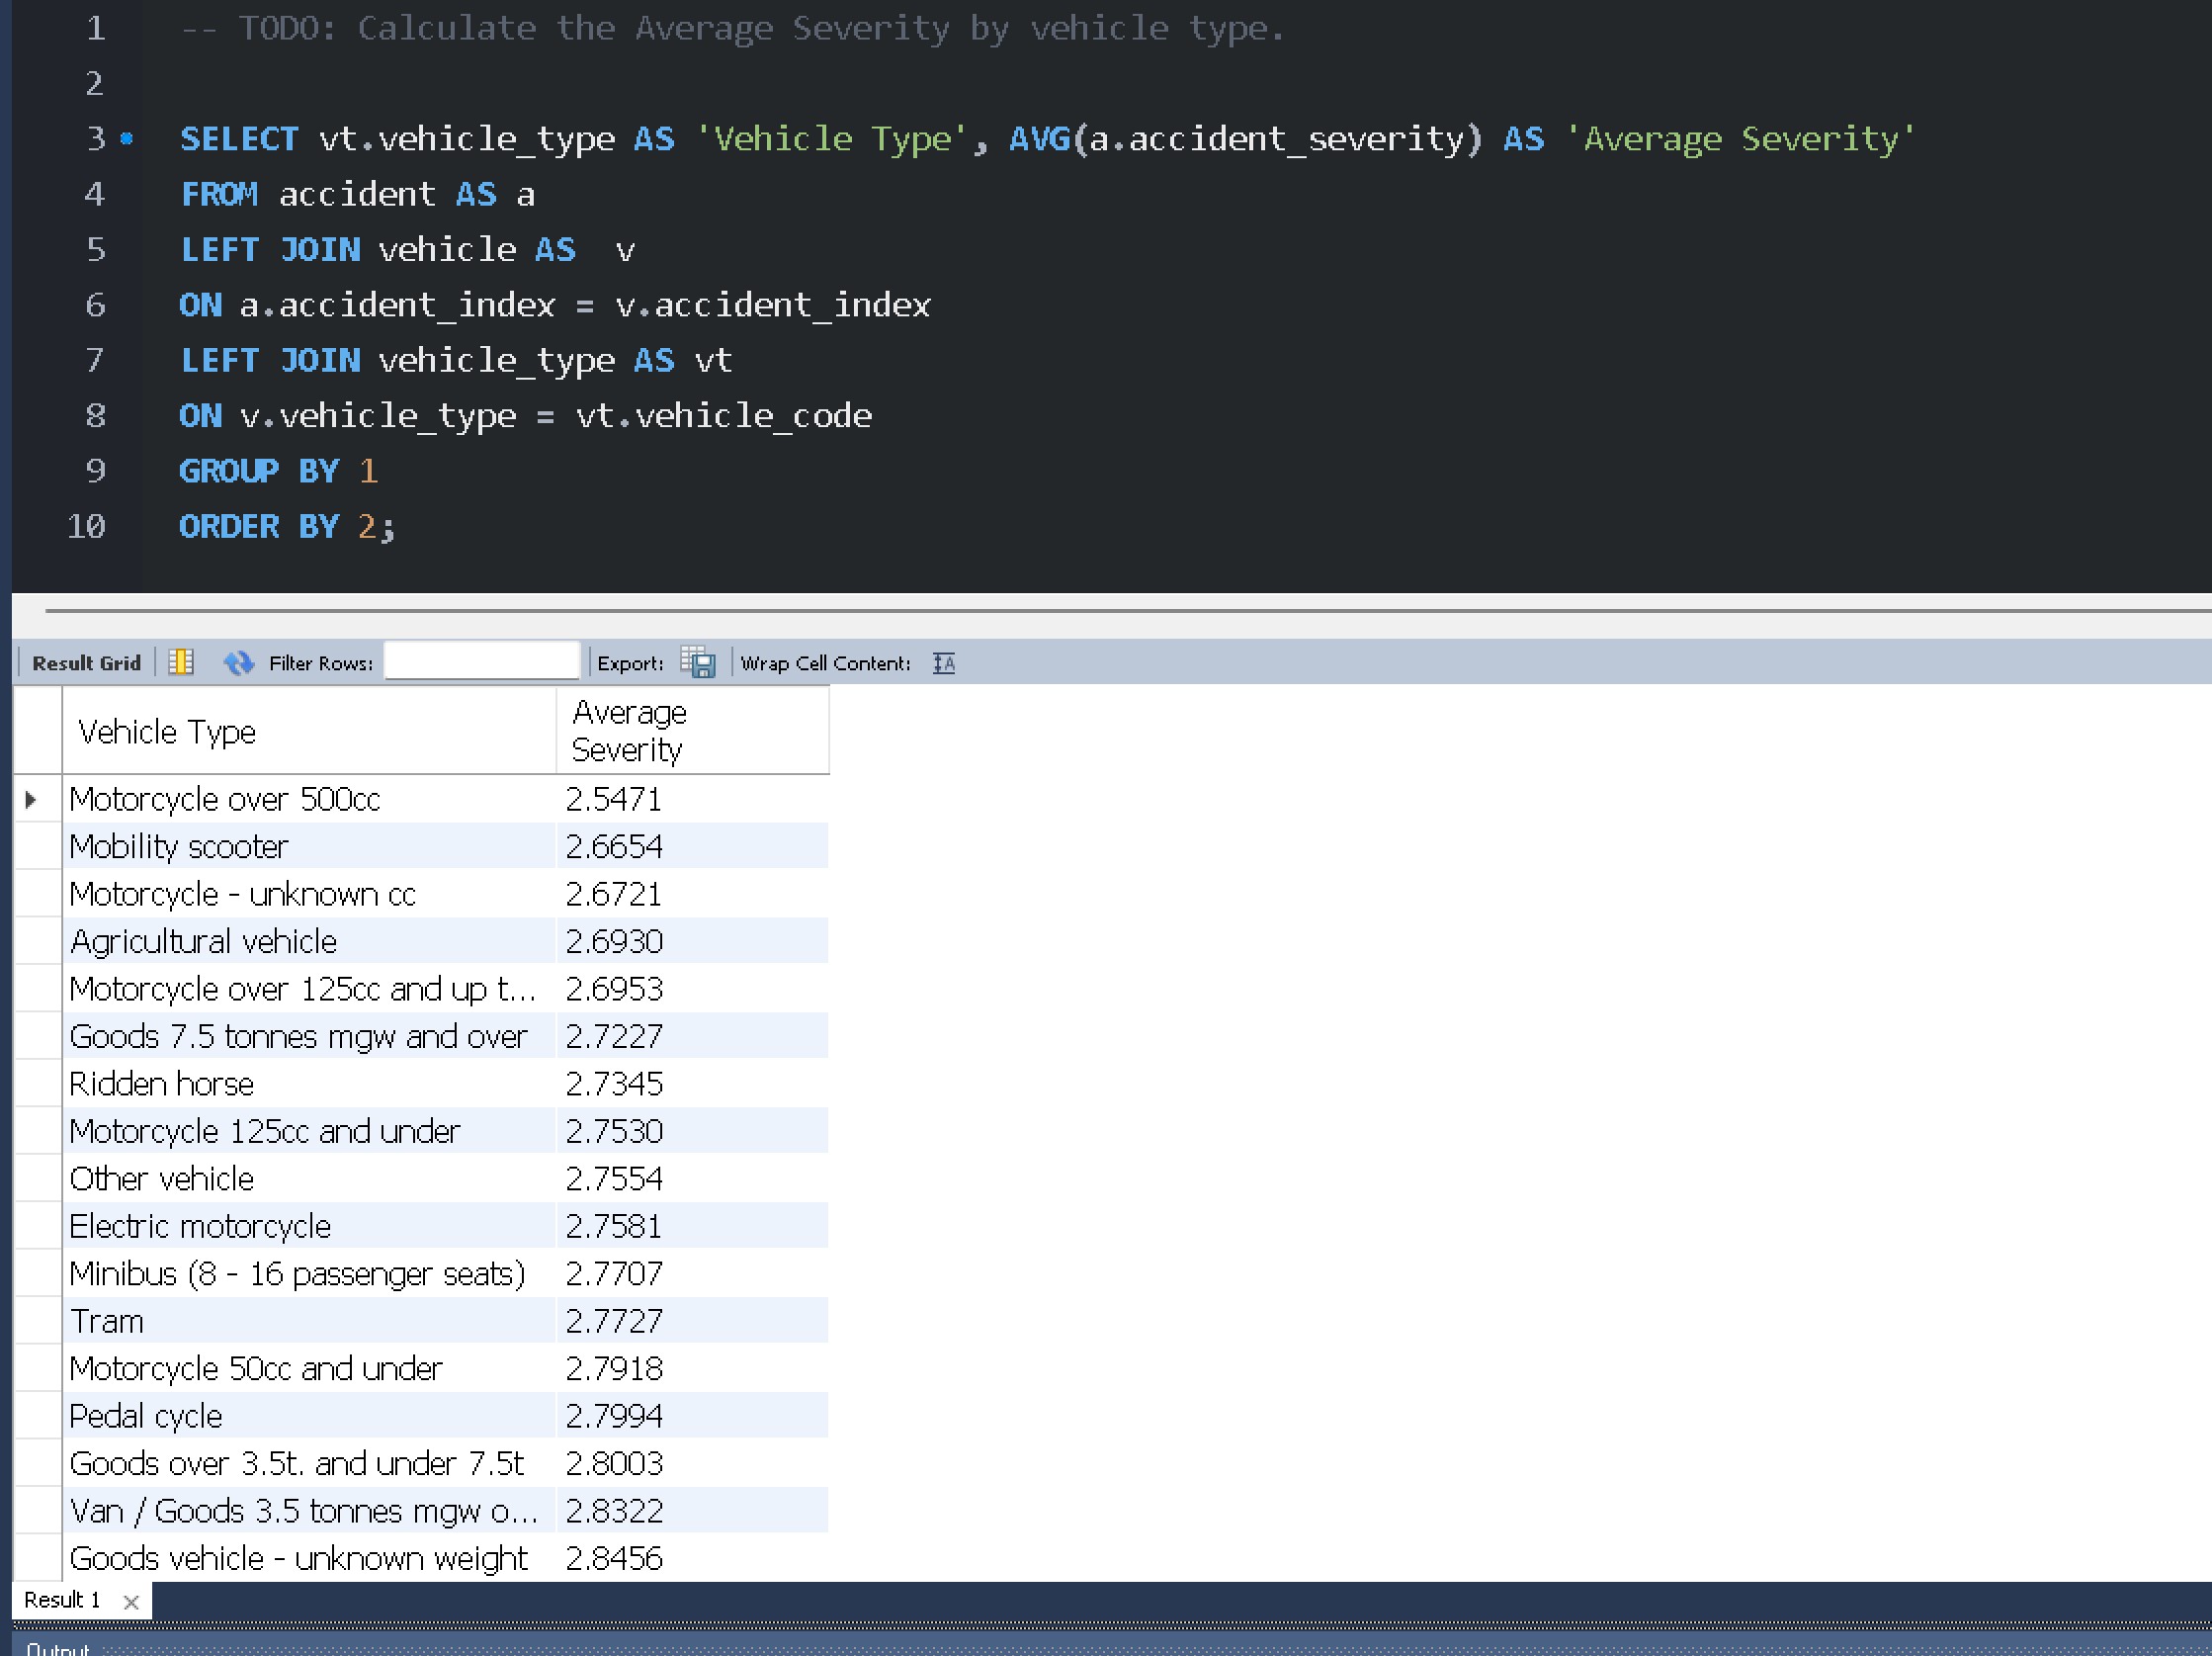 1 -- TODO: Calculate the Average Severity by vehicle type.
2
3 SELECT vt.vehicle_type AS 'Vehicle Type', AVG(a.accident_severity) AS 'Average Severity'
4 FROM accident AS a
5 LEFT JOIN vehicle AS  v
6 ON a.accident_index = v.accident_index
7 LEFT JOIN vehicle_type AS vt
8 ON v.vehicle_type = vt.vehicle_code
9 GROUP BY 1
10 ORDER BY 2;
Result Grid Filter Rows: Export: Wrap Cell Content: IA
Vehicle Type Average Severity
Motorcycle over 500cc 2.5471
Mobility scooter 2.6654
Motorcycle - unknown cc 2.6721
Agricultural vehicle 2.6930
Motorcycle over 125cc and up t... 2.6953
Goods 7.5 tonnes mgw and over 2.7227
Ridden horse 2.7345
Motorcycle 125cc and under 2.7530
Other vehicle 2.7554
Electric motorcycle 2.7581
Minibus (8 - 16 passenger seats) 2.7707
Tram 2.7727
Motorcycle 50cc and under 2.7918
Pedal cycle 2.7994
Goods over 3.5t. and under 7.5t 2.8003
Van / Goods 3.5 tonnes mgw o... 2.8322
Goods vehicle - unknown weight 2.8456
Result 1
Output